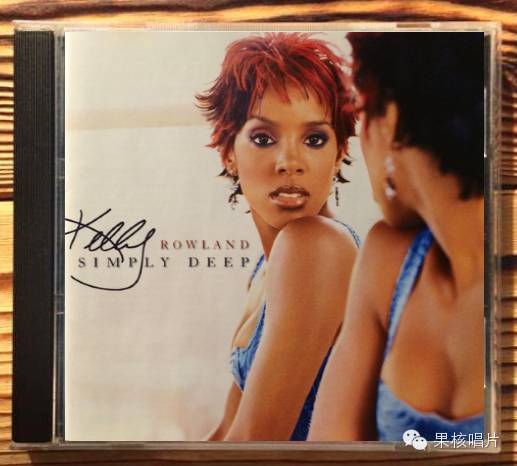 Kelly ROWLAND
SIMPLY DEEP
果核唱片